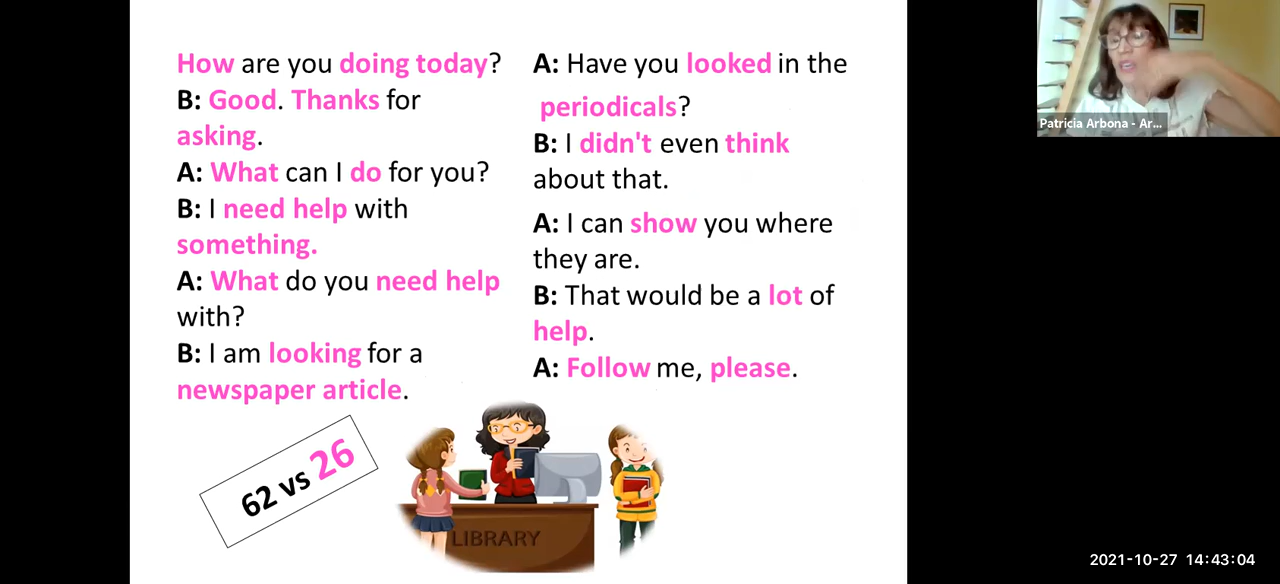 How are you doing today?
B: Good. Thanks for
asking.
A: What can I do for you?
B: I need help with
something.
A: What do you need help
with?
B: I am looking for a
newspaper article.
A: Have you looked in the
periodicals?
B: I didn't even think
about that.
A: I can show you where
they are.
B: That would be a lot of
help.
A: Follow me, please.
62 vs 26
LIBRARY
Patricia Arbona - Ar...
2021-10-27 14:43:04